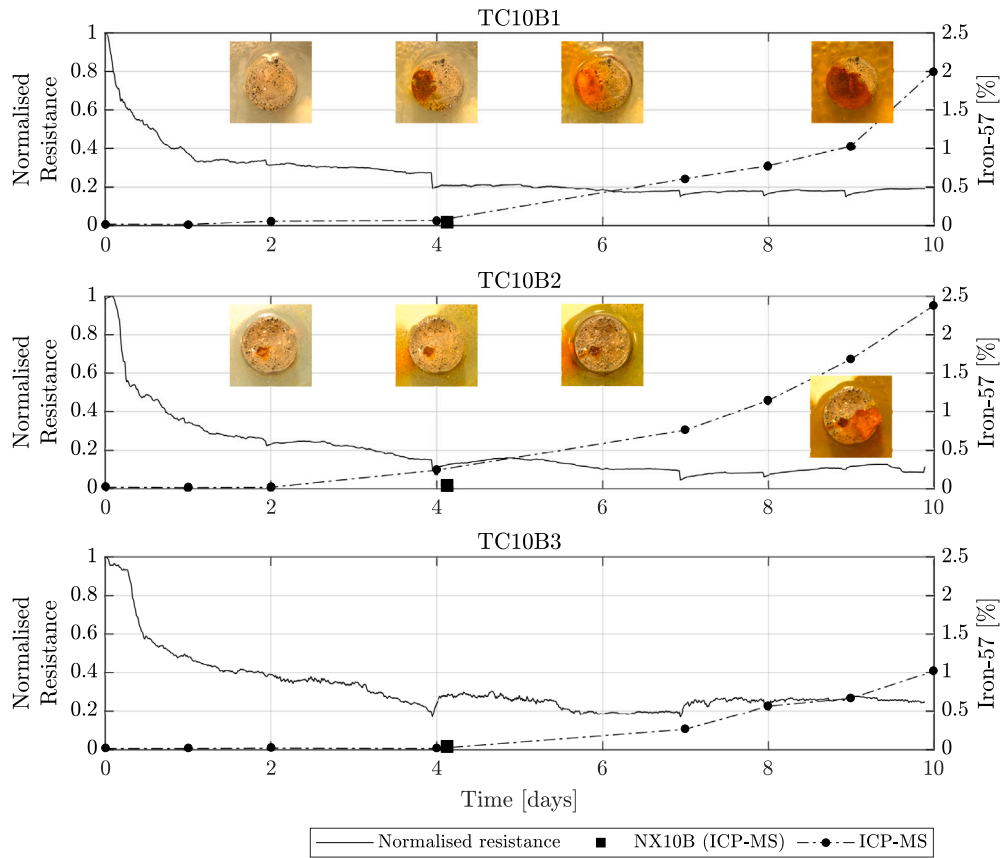 TC10B1
Normalised
Resistance
1
0.8
0.6
0.4
0.2
0
2.5
2
1.5
1
0.5
0
Iron-57 [%]
0 2 4 6 8 10
TC10B2
Normalised
Resistance
1
0.8
0.6
0.4
0.2
0
2.5
2
1.5
1
0.5
0
Iron-57 [%]
0 2 4 6 8 10
TC10B3
Normalised
Resistance
1
0.8
0.6
0.4
0.2
0
2.5
2
1.5
1
0.5
0
Iron-57 [%]
0 2 4 6 8 10
Time [days]
Normalised resistance NX10B (ICP-MS) ICP-MS